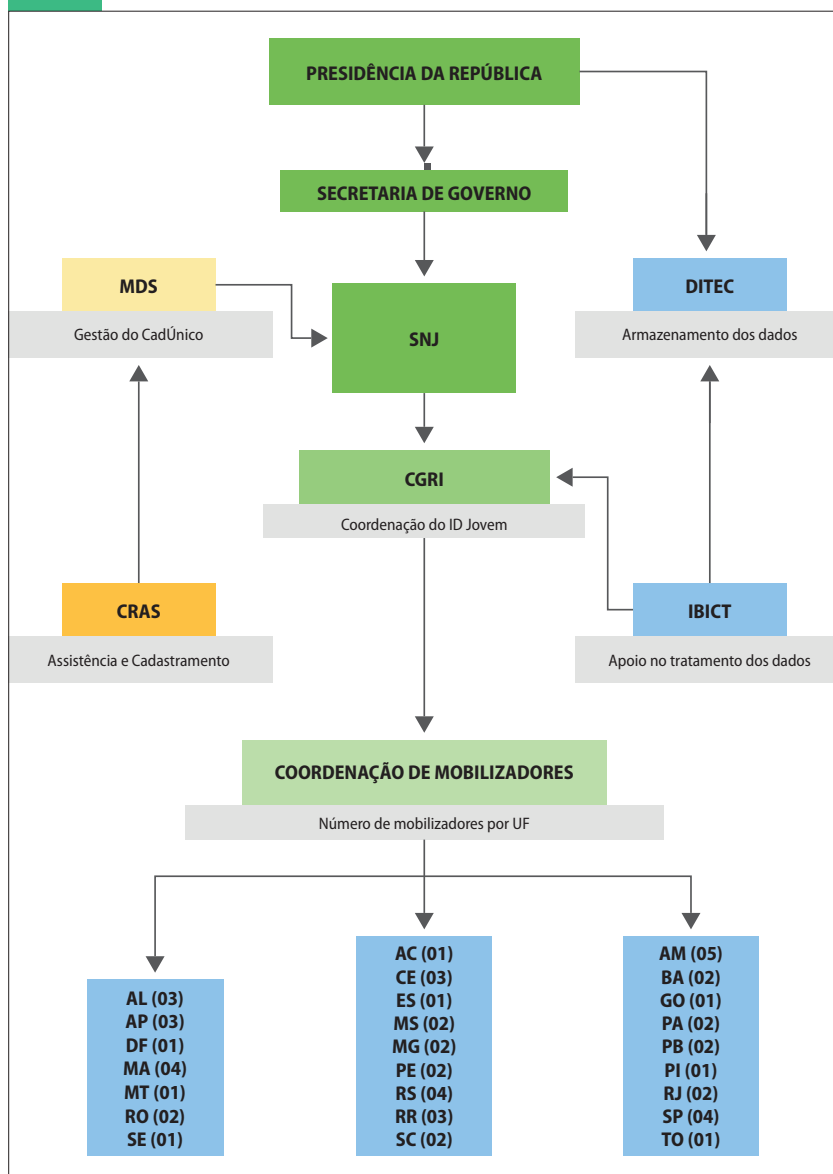 PRESIDÊNCIA DA REPÚBLICA
SECRETARIA DE GOVERNO
MDS
Gestão do CadÚnico
SNJ
DITEC
Armazenamento dos dados
CGRI
Coordenação do ID Jovem
CRAS
Assistência e Cadastramento
IBICT
Apoio no tratamento dos dados
COORDENAÇÃO DE MOBILIZADORES
Número de mobilizadores por UF
AL (03)
AP (03)
DF (01)
MA (04)
MT (01)
RO (02)
SE (01)
AC (01)
CE (03)
ES (01)
MS (02)
MG (02)
PE (02)
RS (04)
RR (03)
SC (02)
AM (05)
BA (02)
GO (01)
PA (02)
PB (02)
PI (01)
RJ (02)
SP (04)
TO (01)